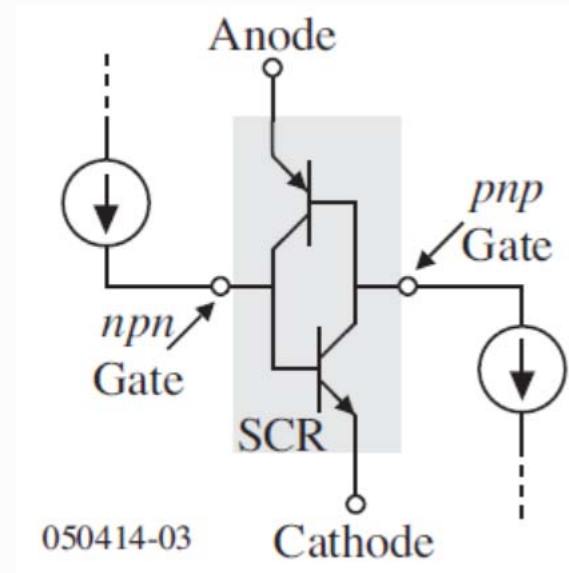 Anode
pnp
Gate
npn
Gate
SCR
050414-03
Cathode